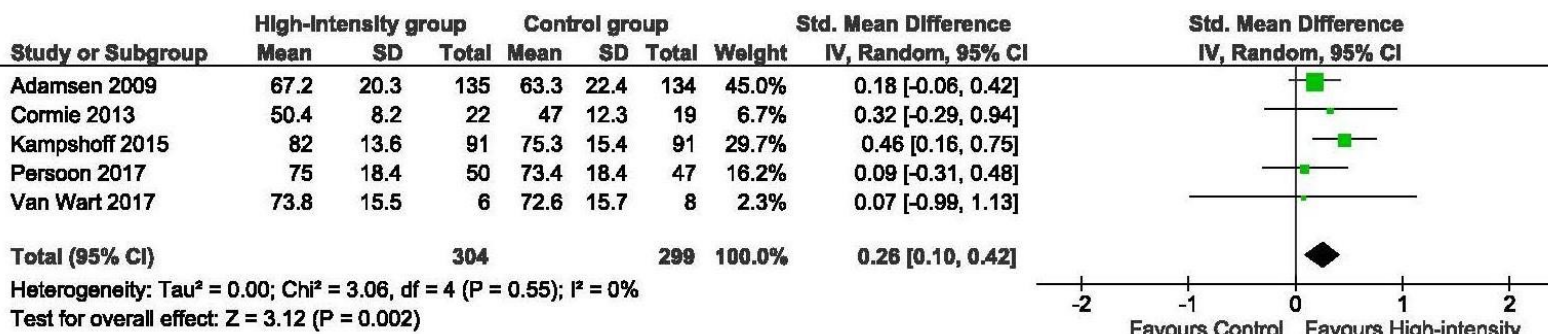 High-Intensity group Control group Std. Mean Difference Std. Mean Difference
Study or Subgroup Mean SD Total Mean SD Total Weight IV, Random, 95% CI IV, Random, 95% CI
Adamsen 2009 67.2 20.3 135 63.3 22.4 134 45.0% 0.18 [-0.06, 0.42]
Cormie 2013 50.4 8.2 22 47 12.3 19 6.7% 0.32 [-0.29, 0.94]
Kampshoff 2015 82 13.6 91 75.3 15.4 91 29.7% 0.46 [0.16, 0.75]
Persoon 2017 75 18.4 50 73.4 18.4 47 16.2% 0.09 [-0.31, 0.48]
Van Wart 2017 73.8 15.5 6 72.6 15.7 8 2.3% 0.07 [-0.99, 1.13]
Total (95% CI) 304 299 100.0% 0.26 [0.10, 0.42]
Heterogeneity: Tau² = 0.00; Chi² = 3.06, df = 4 (P = 0.55); I² = 0%
Test for overall effect: Z = 3.12 (P = 0.002)
-2 -1 0 1 2
Favours Control Favours High-intensity